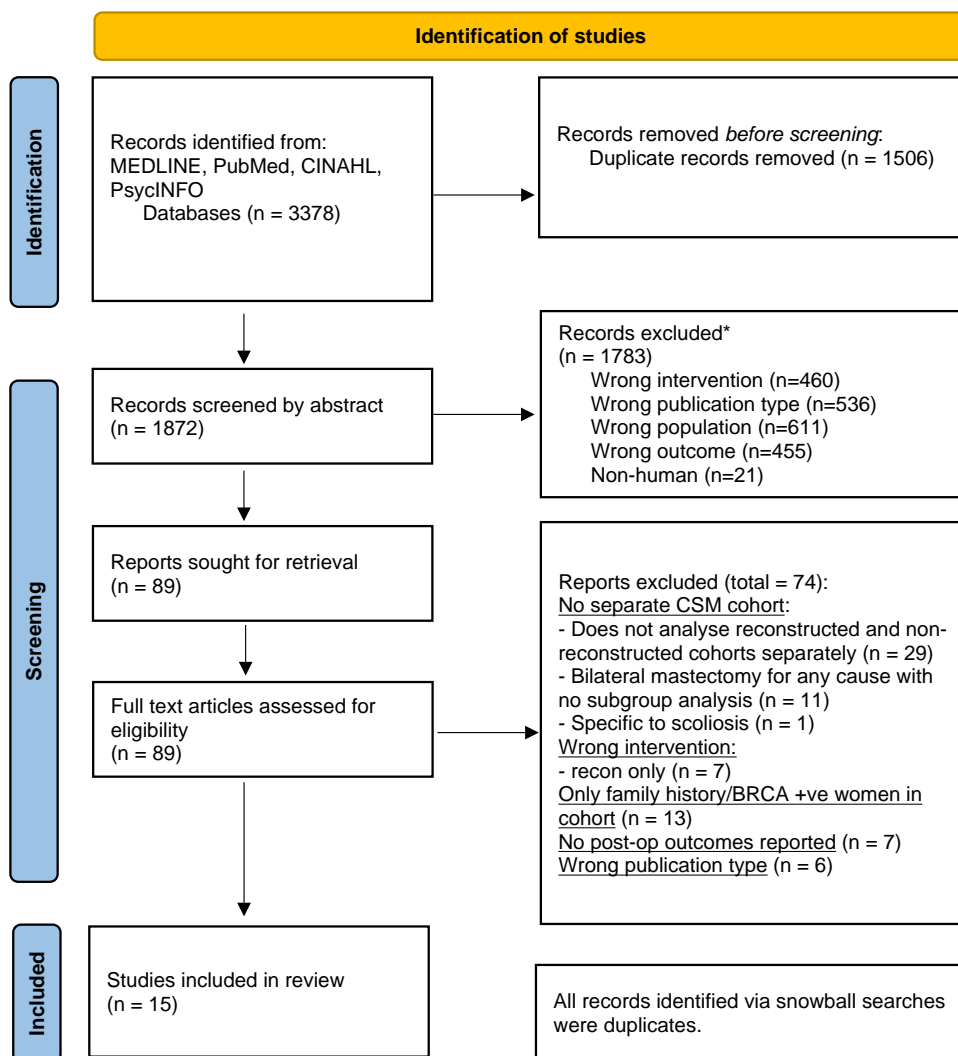 Identification of studies
Identification
Records identified from:
MEDLINE, PubMed, CINAHL,
PsycINFO
Databases (n = 3378)
Records removed before screening:
Duplicate records removed (n = 1506)
Screening
Records screened by abstract
(n = 1872)
Records excluded*
(n = 1783)
Wrong intervention (n=460)
Wrong publication type (n=536)
Wrong population (n=611)
Wrong outcome (n=455)
Non-human (n=21)
Reports sought for retrieval
(n = 89)
Full text articles assessed for
eligibility
(n = 89)
Reports excluded (total = 74):
No separate CSM cohort:
- Does not analyse reconstructed and non-
reconstructed cohorts separately (n = 29)
- Bilateral mastectomy for any cause with
no subgroup analysis (n = 11)
- Specific to scoliosis (n = 1)
Wrong intervention:
- recon only (n = 7)
Only family history/BRCA +ve women in
cohort (n = 13)
No post-op outcomes reported (n = 7)
Wrong publication type (n = 6)
Included
Studies included in review
(n = 15)
All records identified via snowball searches
were duplicates.